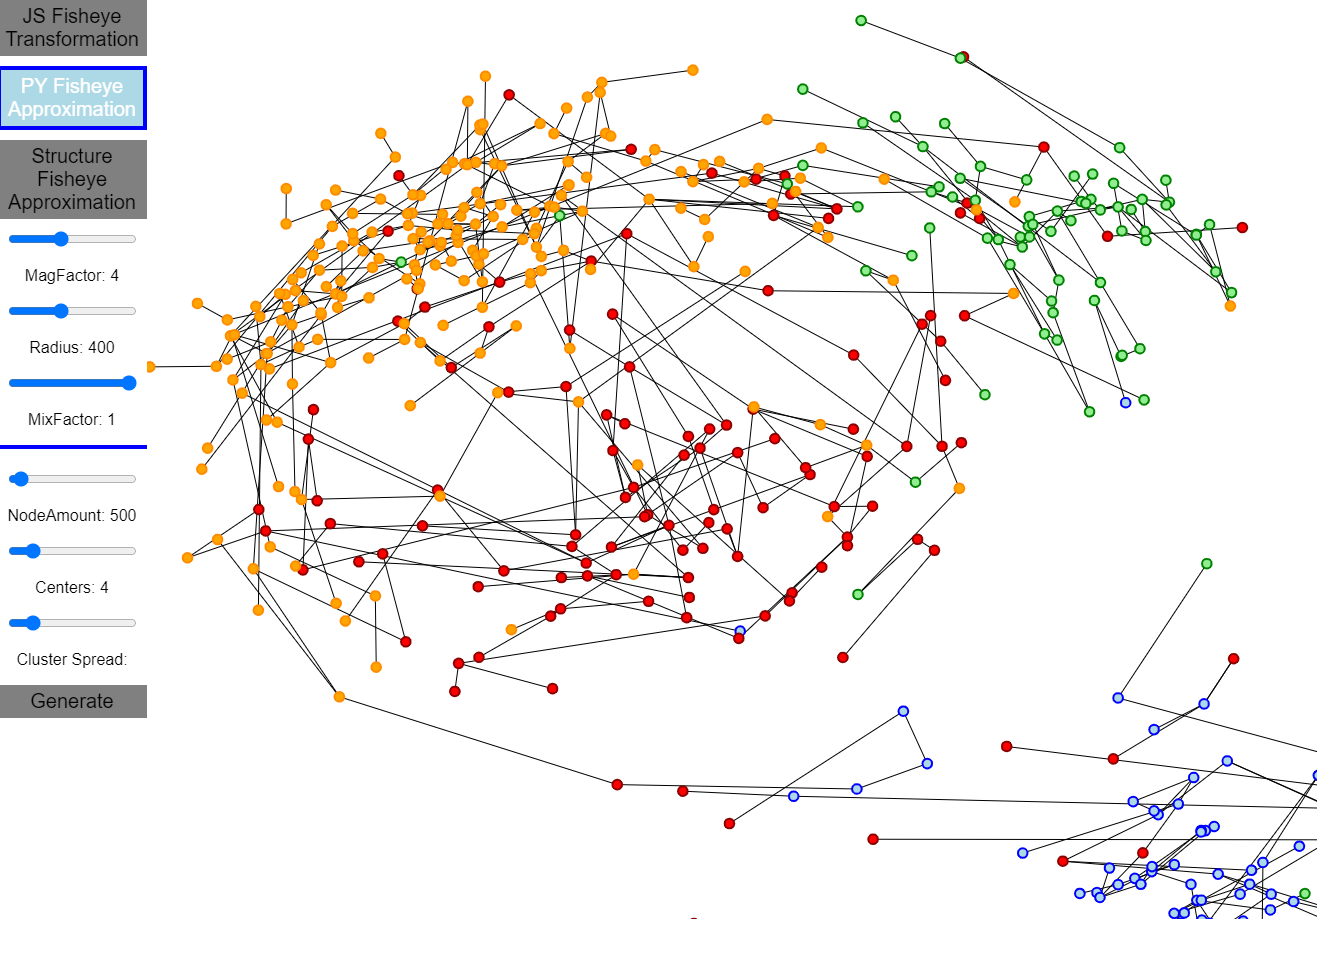 JS Fisheye
Transformation
PY Fisheye
Approximation
Structure
Fisheye
Approximation
MagFactor: 4
Radius: 400
MixFactor: 1
NodeAmount: 500
Centers: 4
Cluster Spread:
Generate